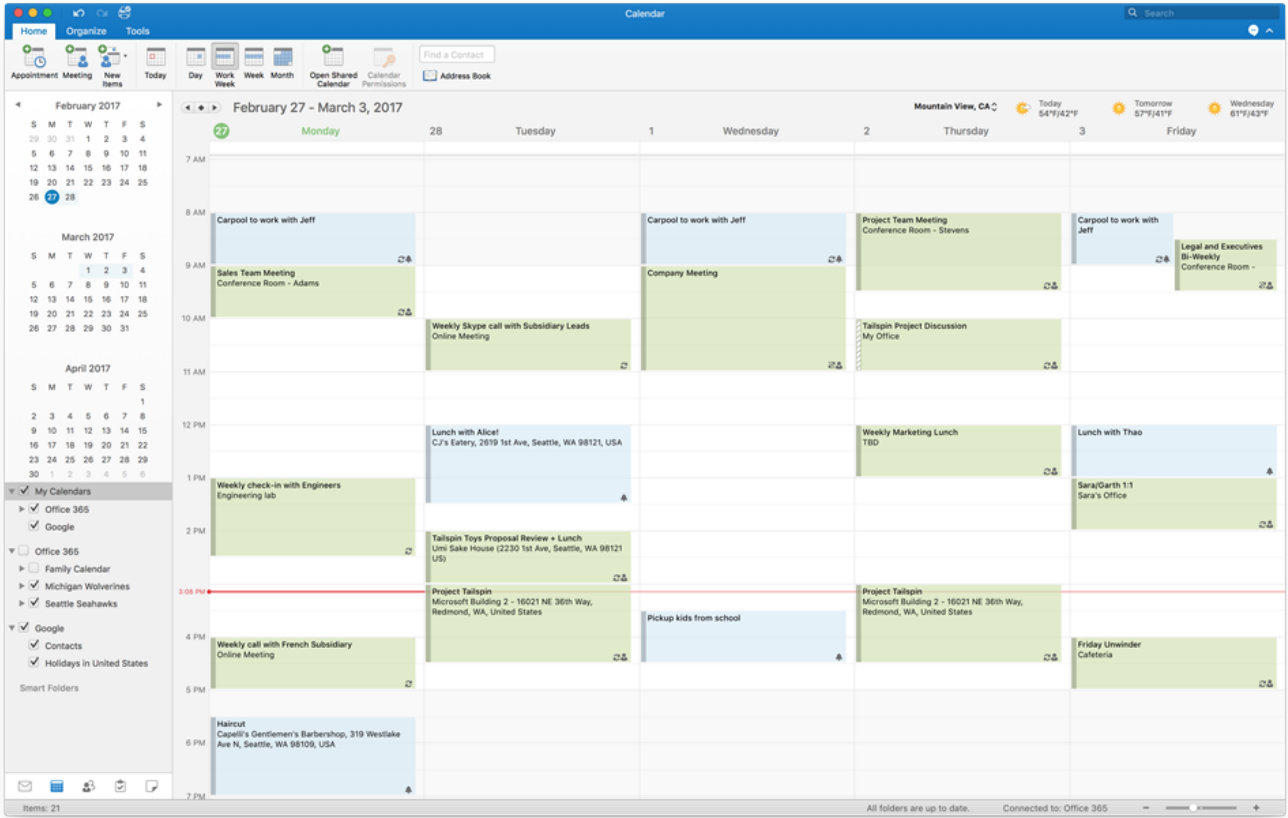 Calendar
Search
Home Organize Tools
Appointment Meeting New Items Today Day Work Week Week Month Open Shared Calendar Calendar Permissions
Find a Contact
Address Book
February 2017
S M T W T F S
29 30 31 1 2 3 4
5 6 7 8 9 10 11
12 13 14 15 16 17 18
19 20 21 22 23 24 25
26 27 28
March 2017
S M T W T F S
1 2 3 4
5 6 7 8 9 10 11
12 13 14 15 16 17 18
19 20 21 22 23 24 25
26 27 28 29 30 31
April 2017
S M T W T F S
1
2 3 4 5 6 7 8
9 10 11 12 13 14 15
16 17 18 19 20 21 22
23 24 25 26 27 28 29
30 1 2 3 4 5 6
My Calendars
Office 365
Google
Office 365
Family Calendar
Michigan Wolverines
Seattle Seahawks
Google
Contacts
Holidays in United States
Smart Folders
February 27 - March 3, 2017
Mountain View, CA
Today
54°F/42°F
Tomorrow
57°F/41°F
Wednesday
61°F/43°F
27 Monday 28 Tuesday 1 Wednesday 2 Thursday 3 Friday
7 AM
8 AM
9 AM
10 AM
11 AM
12 PM
1 PM
2 PM
3:08 PM
4 PM
5 PM
6 PM
7 PM
Carpool to work with Jeff
Sales Team Meeting
Conference Room - Adams
Weekly check-in with Engineers
Engineering lab
Weekly call with French Subsidiary
Online Meeting
Haircut
Capelli's Gentlemen's Barbershop, 319 Westlake
Ave N, Seattle, WA 98109, USA
Weekly Skype call with Subsidiary Leads
Online Meeting
Lunch with Alice!
CJ's Eatery, 2619 1st Ave, Seattle, WA 98121, USA
Tailspin Toys Proposal Review + Lunch
Umi Sake House (2230 1st Ave, Seattle, WA 98121
US)
Project Tailspin
Microsoft Building 2 - 16021 NE 36th Way,
Redmond, WA, United States
Carpool to work with Jeff
Company Meeting
Pickup kids from school
Project Team Meeting
Conference Room - Stevens
Tailspin Project Discussion
My Office
Weekly Marketing Lunch
TBD
Project Tailspin
Microsoft Building 2 - 16021 NE 36th Way,
Redmond, WA, United States
Carpool to work with
Jeff
Legal and Executives
Bi-Weekly
Conference Room -
Lunch with Thao
Sara/Garth 1:1
Sara's Office
Friday Unwinder
Cafeteria
Items: 21
All folders are up to date.
Connected to: Office 365